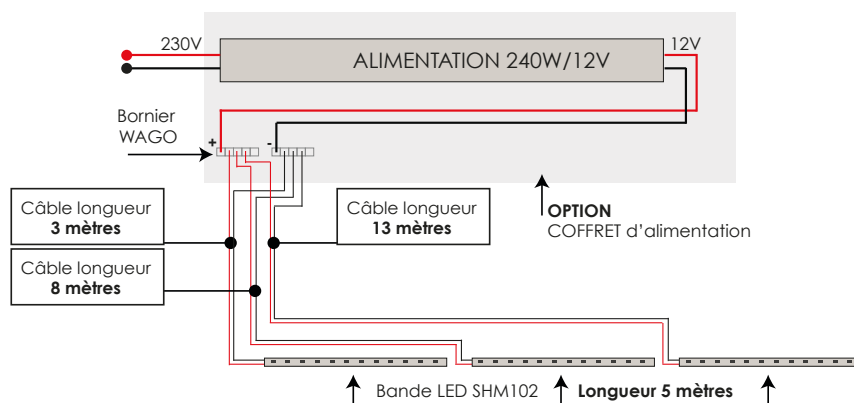 230V
ALIMENTATION 240W/12V
12V
Bornier
WAGO
+
-
Câble longueur
3 mètres
Câble longueur
13 mètres
OPTION
COFFRET d’alimentation
Câble longueur
8 mètres
Bande LED SHM102
Longueur 5 mètres